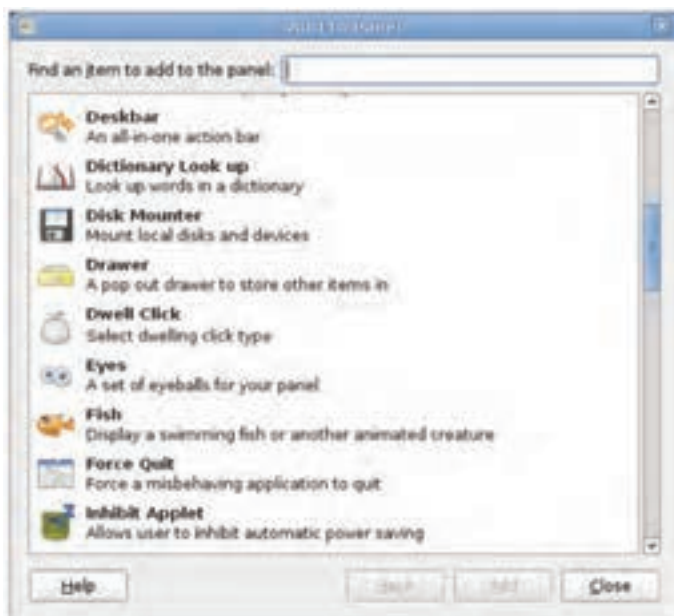 Add to Panel
Find an item to add to the panel:
Deskbar
An all-in-one action bar
Dictionary Look up
Look up words in a dictionary
Disk Mounter
Mount local disks and devices
Drawer
A pop out drawer to store other items in
Dwell Click
Select dwelling click type
Eyes
A set of eyeballs for your panel
Fish
Display a swimming fish or another animated creature
Force Quit
Force a misbehaving application to quit
Inhibit Applet
Allows user to inhibit automatic power saving
Help
Back
Add
Close